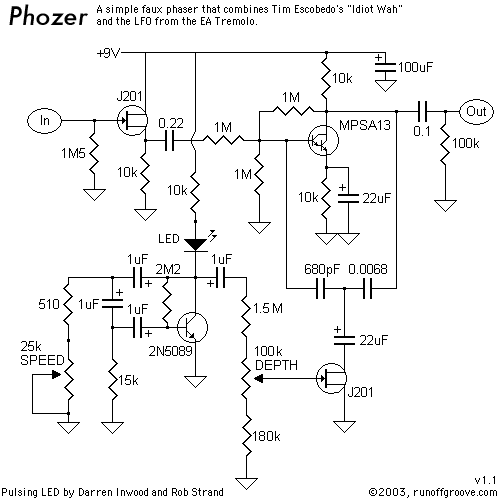 Phozer
A simple faux phaser that combines Tim Escobedo's "Idiot Wah"
and the LFO from the EA Tremolo.
+9V
100uF
10k
J201
1M
In
0.22
1M
MPSA13
0.1
Out
1M5
10k
10k
1M
10k
22uF
100k
LED
1uF
2M2
1uF
680pF
0.0068
510
1uF
1uF
1.5M
25k
SPEED
2N5089
100k
DEPTH
22uF
15k
J201
180k
v1.1
Pulsing LED by Darren Inwood and Rob Strand
©2003, runoffgroove.com